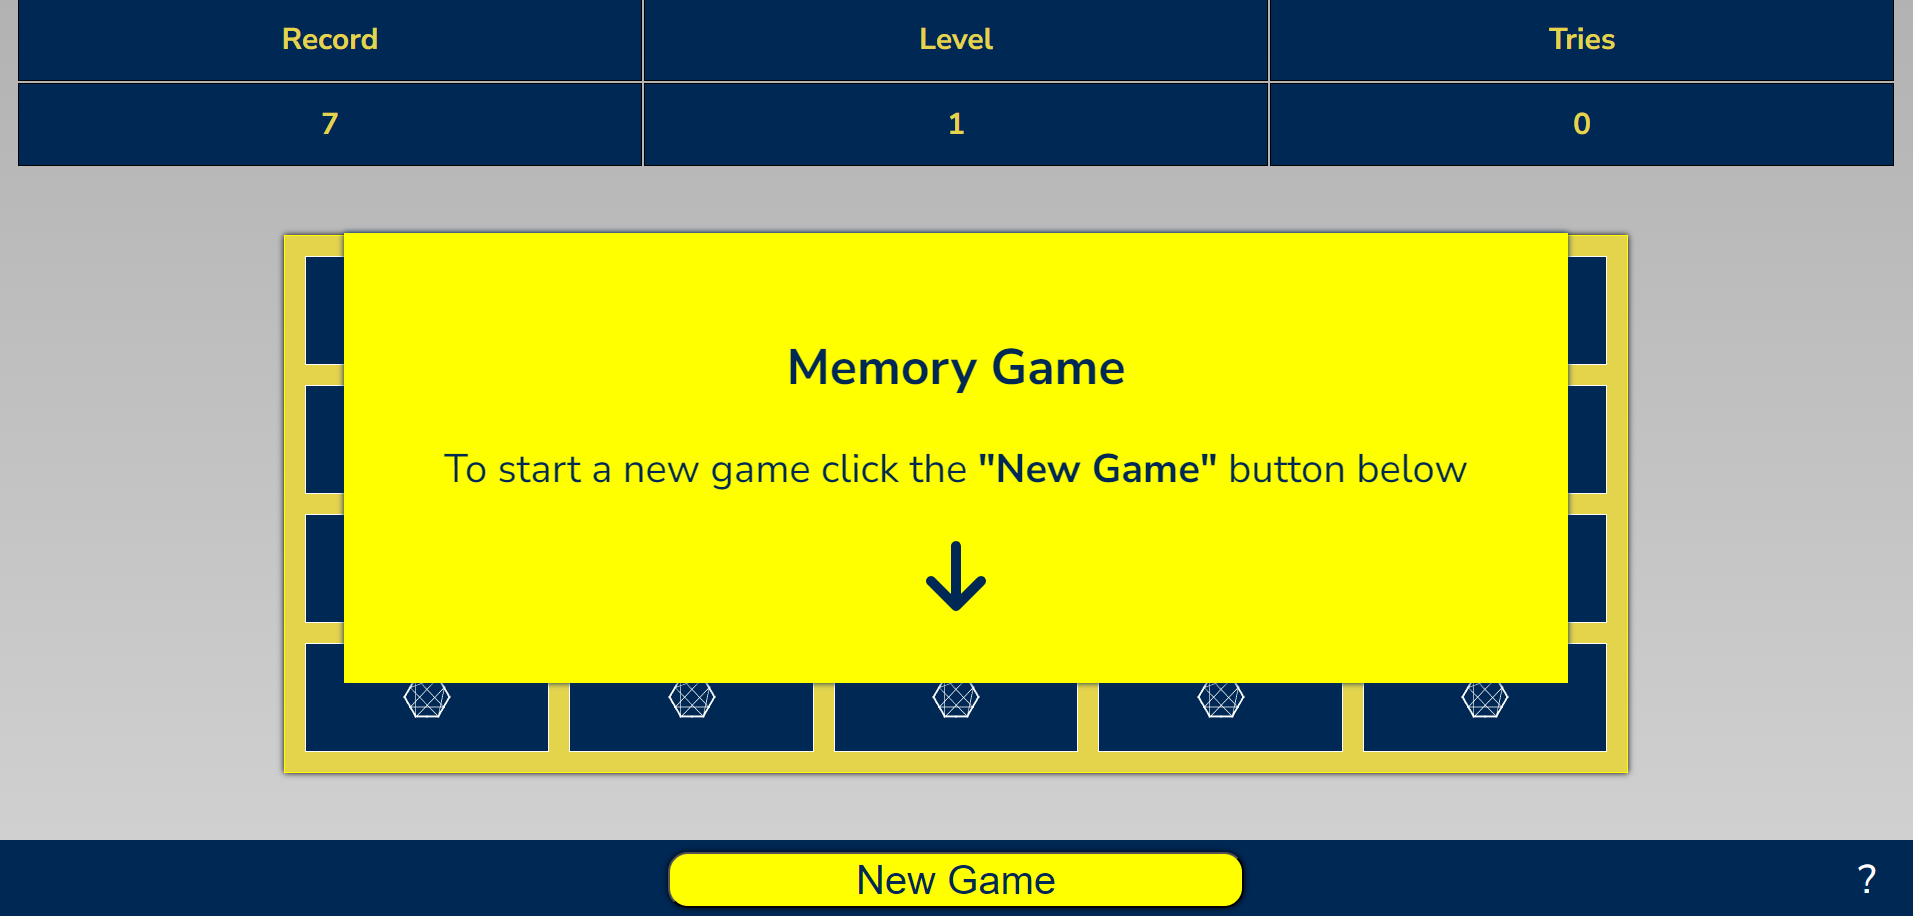 Record Level Tries
7 1 0
Memory Game
To start a new game click the "New Game" button below
New Game
?